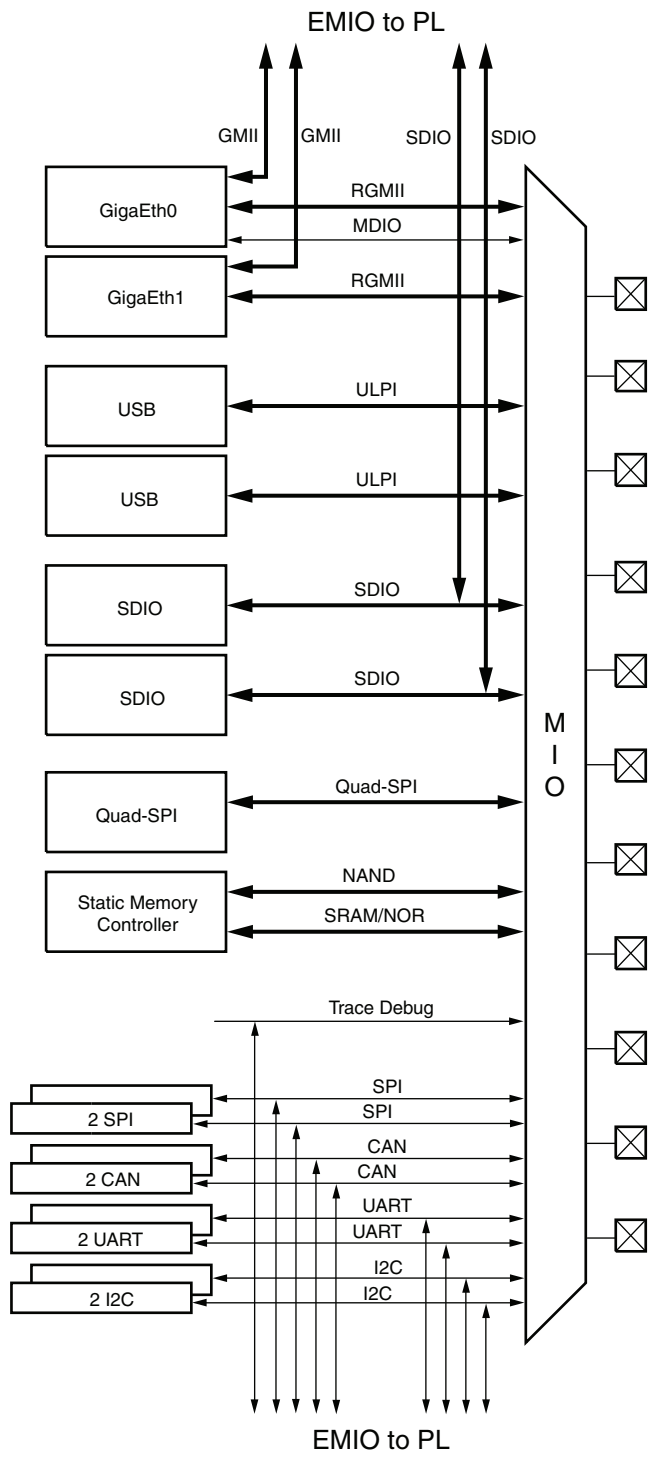 EMIO to PL
GMII
GMII
SDIO
SDIO
GigaEth0
RGMII
MDIO
GigaEth1
RGMII
USB
ULPI
USB
ULPI
SDIO
SDIO
SDIO
SDIO
M
I
O
Quad-SPI
Quad-SPI
Static Memory
Controller
NAND
SRAM/NOR
Trace Debug
SPI
2 SPI
SPI
CAN
2 CAN
CAN
UART
2 UART
UART
I2C
2 I2C
I2C
EMIO to PL